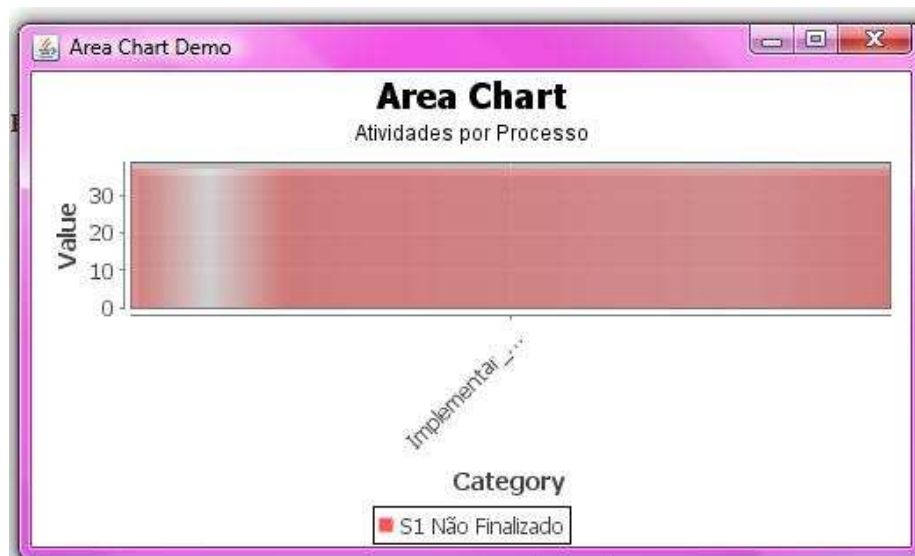 Area Chart Demo
Area Chart
Atividades por Processo
Value
30
20
10
0
Implementar_...
Category
S1 Não Finalizado